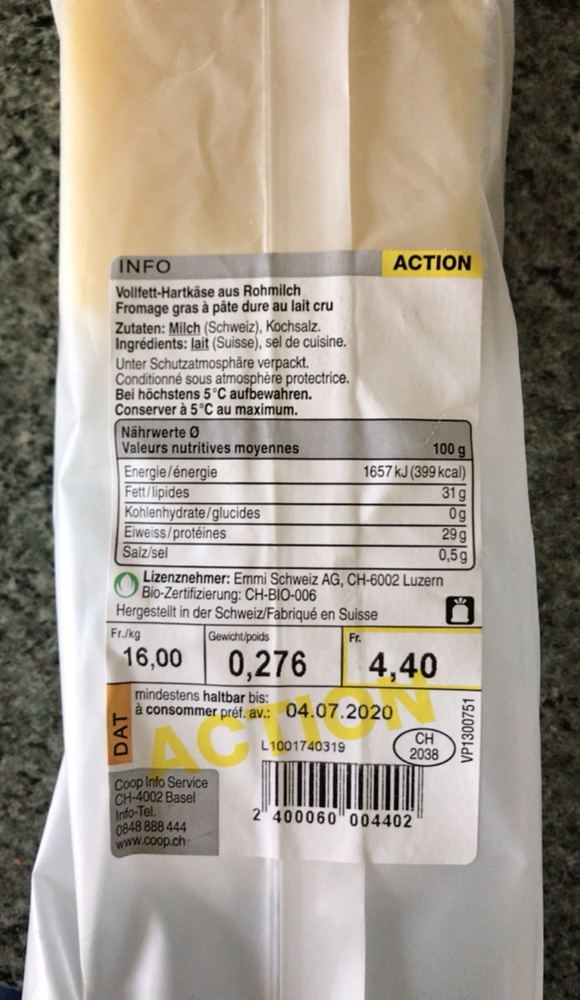 INFO
ACTION
Vollfett-Hartkäse aus Rohmilch
Fromage gras à pâte dure au lait cru
Zutaten: Milch (Schweiz), Kochsalz.
Ingrédients: lait (Suisse), sel de cuisine.
Unter Schutzatmosphäre verpackt.
Conditionné sous atmosphère protectrice.
Bei höchstens 5°C aufbewahren.
Conserver à 5°C au maximum.
Nährwerte Ø
Valeurs nutritives moyennes 100 g
Energie/énergie 1657 kJ (399 kcal)
Fett/lipides 31 g
Kohlenhydrate/glucides 0 g
Eiweiss/protéines 29 g
Salz/sel 0,5 g
Lizenznehmer: Emmi Schweiz AG, CH-6002 Luzern
Bio-Zertifizierung: CH-BIO-006
Hergestellt in der Schweiz/Fabriqué en Suisse
Fr./kg Gewicht/poids Fr.
16,00 0,276 4,40
DAT
mindestens haltbar bis:
à consommer préf. av.: 04.07.2020
ACTION
L1001740319
CH
2038
VP1300751
Coop Info Service
CH-4002 Basel
Info-Tel.
0848 888 444
www.coop.ch
2 400060 004402